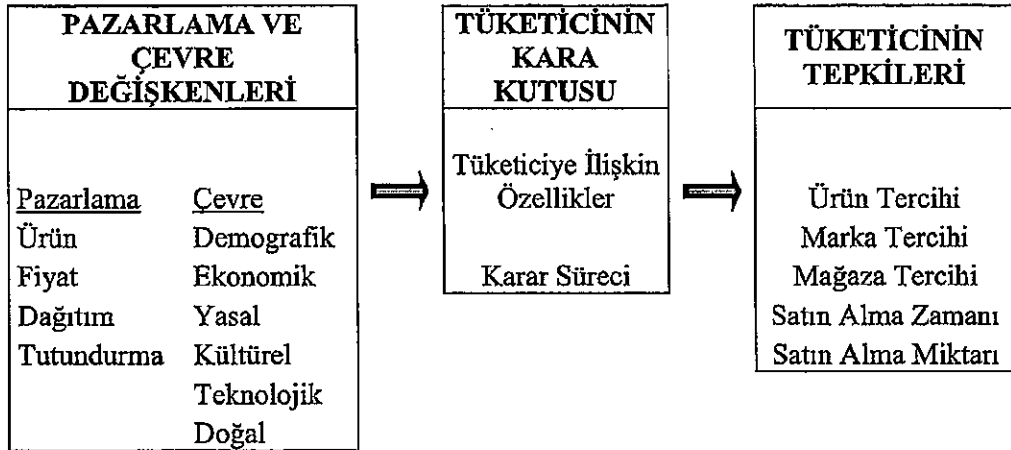 PAZARLAMA VE
ÇEVRE
DEĞİŞKENLERİ
Pazarlama Çevre
Ürün Demografik
Fiyat Ekonomik
Dağıtım Yasal
Tutundurma Kültürel
Teknolojik
Doğal
TÜKETİCİNİN
KARA
KUTUSU
Tüketiciye İlişkin
Özellikler
Karar Süreci
TÜKETİCİNİN
TEPKİLERİ
Ürün Tercihi
Marka Tercihi
Mağaza Tercihi
Satın Alma Zamanı
Satın Alma Miktarı